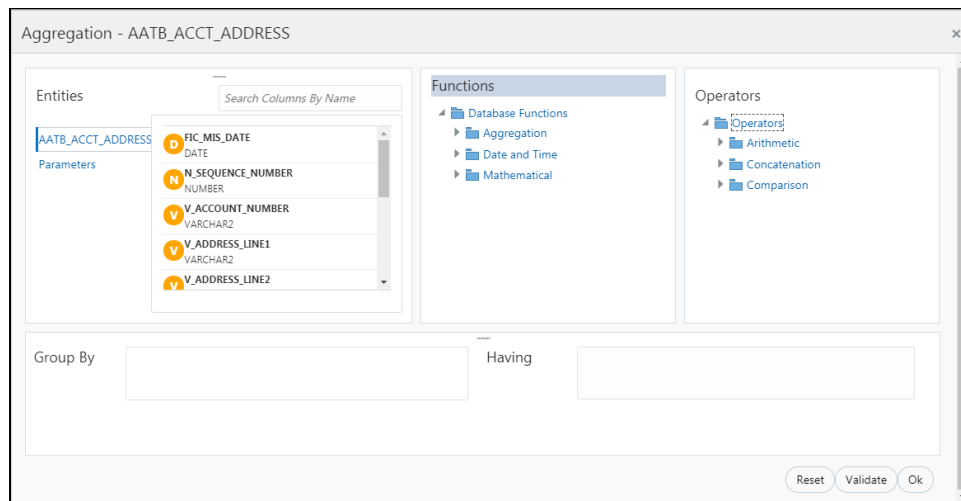 Aggregation - AATB_ACCT_ADDRESS
×
Entities
Search Columns By Name
AATB_ACCT_ADDRESS
Parameters
D FIC_MIS_DATE
DATE
N N_SEQUENCE_NUMBER
NUMBER
V V_ACCOUNT_NUMBER
VARCHAR2
V V_ADDRESS_LINE1
VARCHAR2
V V_ADDRESS_LINE2
Functions
Database Functions
Aggregation
Date and Time
Mathematical
Operators
Operators
Arithmetic
Concatenation
Comparison
Group By
Having
Reset
Validate
Ok